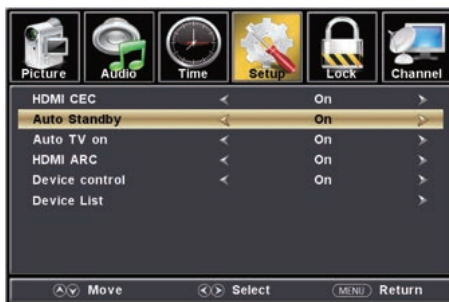 Picture Audio Time Setup Lock Channel
HDMI CEC On
Auto Standby On
Auto TV on On
HDMI ARC On
Device control On
Device List
Move Select MENU Return